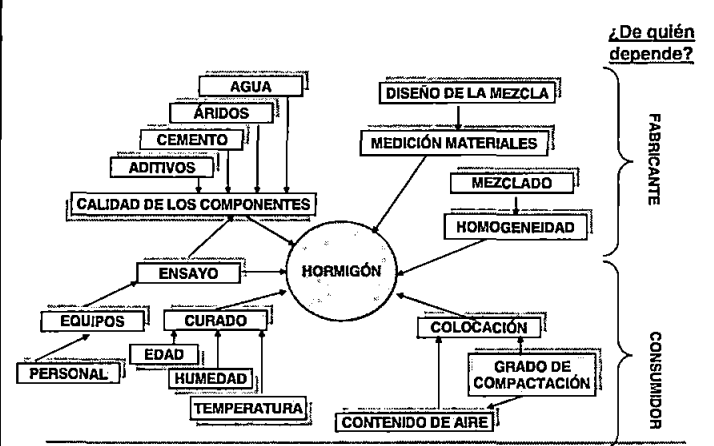 ¿De quién
depende?
AGUA
ÁRIDOS
CEMENTO
ADITIVOS
CALIDAD DE LOS COMPONENTES
DISEÑO DE LA MEZCLA
MEDICIÓN MATERIALES
MEZCLADO
HOMOGENEIDAD
FABRICANTE
HORMIGÓN
ENSAYO
EQUIPOS
PERSONAL
CURADO
EDAD
HUMEDAD
TEMPERATURA
COLOCACIÓN
GRADO DE
COMPACTACIÓN
CONTENIDO DE AIRE
CONSUMIDOR